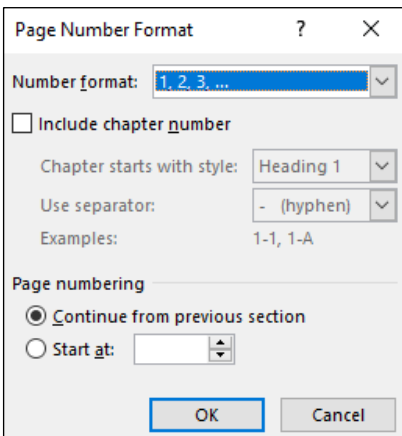 Page Number Format ?
Number format: 1, 2, 3, ...
Include chapter number
Chapter starts with style: Heading 1
Use separator: - (hyphen)
Examples: 1-1, 1-A
Page numbering
Continue from previous section
Start at:
OK Cancel